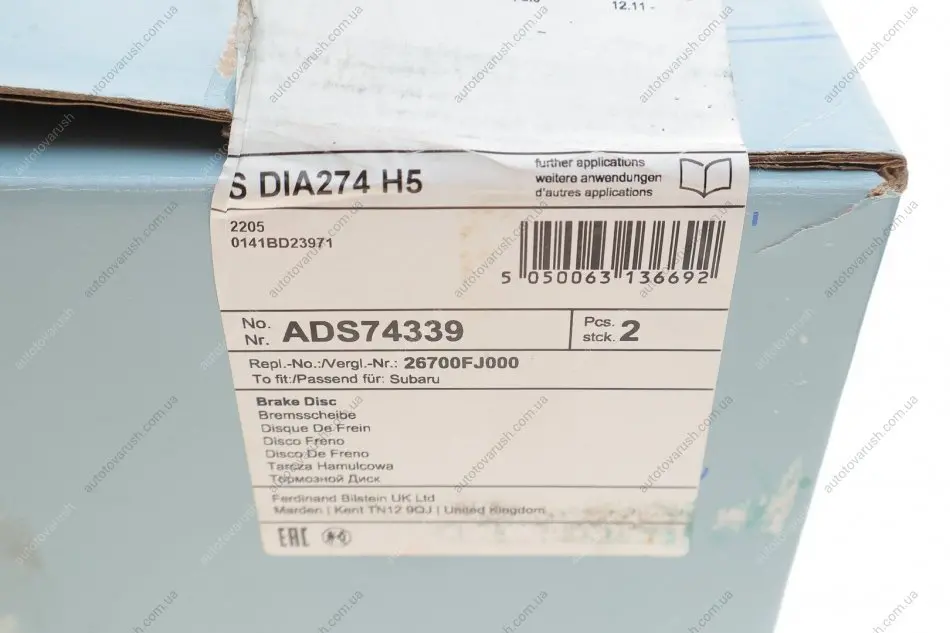 12.11 -
S DIA274 H5
further applications
weitere anwendungen
d'autres applications
2205
0141BD23971
5 050063 136692
No.
Nr. ADS74339
Pcs.
stck. 2
Repl.-No.:/Vergl.-Nr.: 26700FJ000
To fit:/Passend für: Subaru
Brake Disc
Bremsscheibe
Disque De Frein
Disco Freno
Disco De Freno
Tarcza Hamulcowa
Тормозной Диск
Ferdinand Bilstein UK Ltd
Marden | Kent TN12 9QJ | United Kingdom
EAC
autotovarush.com.ua